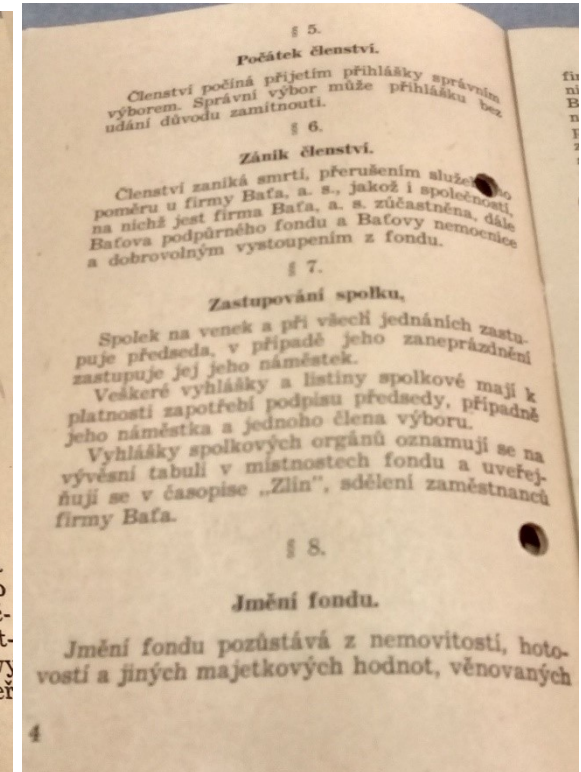 § 5.
Počátek členství.
Členství počíná přijetím přihlášky správním
výborem. Správní výbor může přihlášku bez
udání důvodu zamítnouti.
§ 6.
Zánik členství.
Členství zaniká smrtí, přerušením
poměru u firmy Baťa, a. s., jakož i společností,
na nichž jest firma Baťa, a. s. zúčastněna, dále
Baťova podpůrného fondu a Baťovy nemocnice
a dobrovolným vystoupením z fondu.
§ 7.
Zastupování spolku,
Spolek na venek a při všech jednáních zastu-
puje předseda, v případě jeho zaneprázdnění
zastupuje jej jeho náměstek.
Veškeré vyhlášky a listiny spolkové mají k
platnosti zapotřebí podpisu předsedy, případně
jeho náměstka a jednoho člena výboru.
Vyhlášky spolkových orgánů oznamují se na
vývěsní tabuli v místnostech fondu a uveřej-
ňují se v časopise „Zlín", sdělení zaměstnanců
firmy Baťa.
§ 8.
Jmění fondu.
Jmění fondu pozůstává z nemovitostí, hoto-
vostí a jiných majetkových hodnot, věnovaných
4